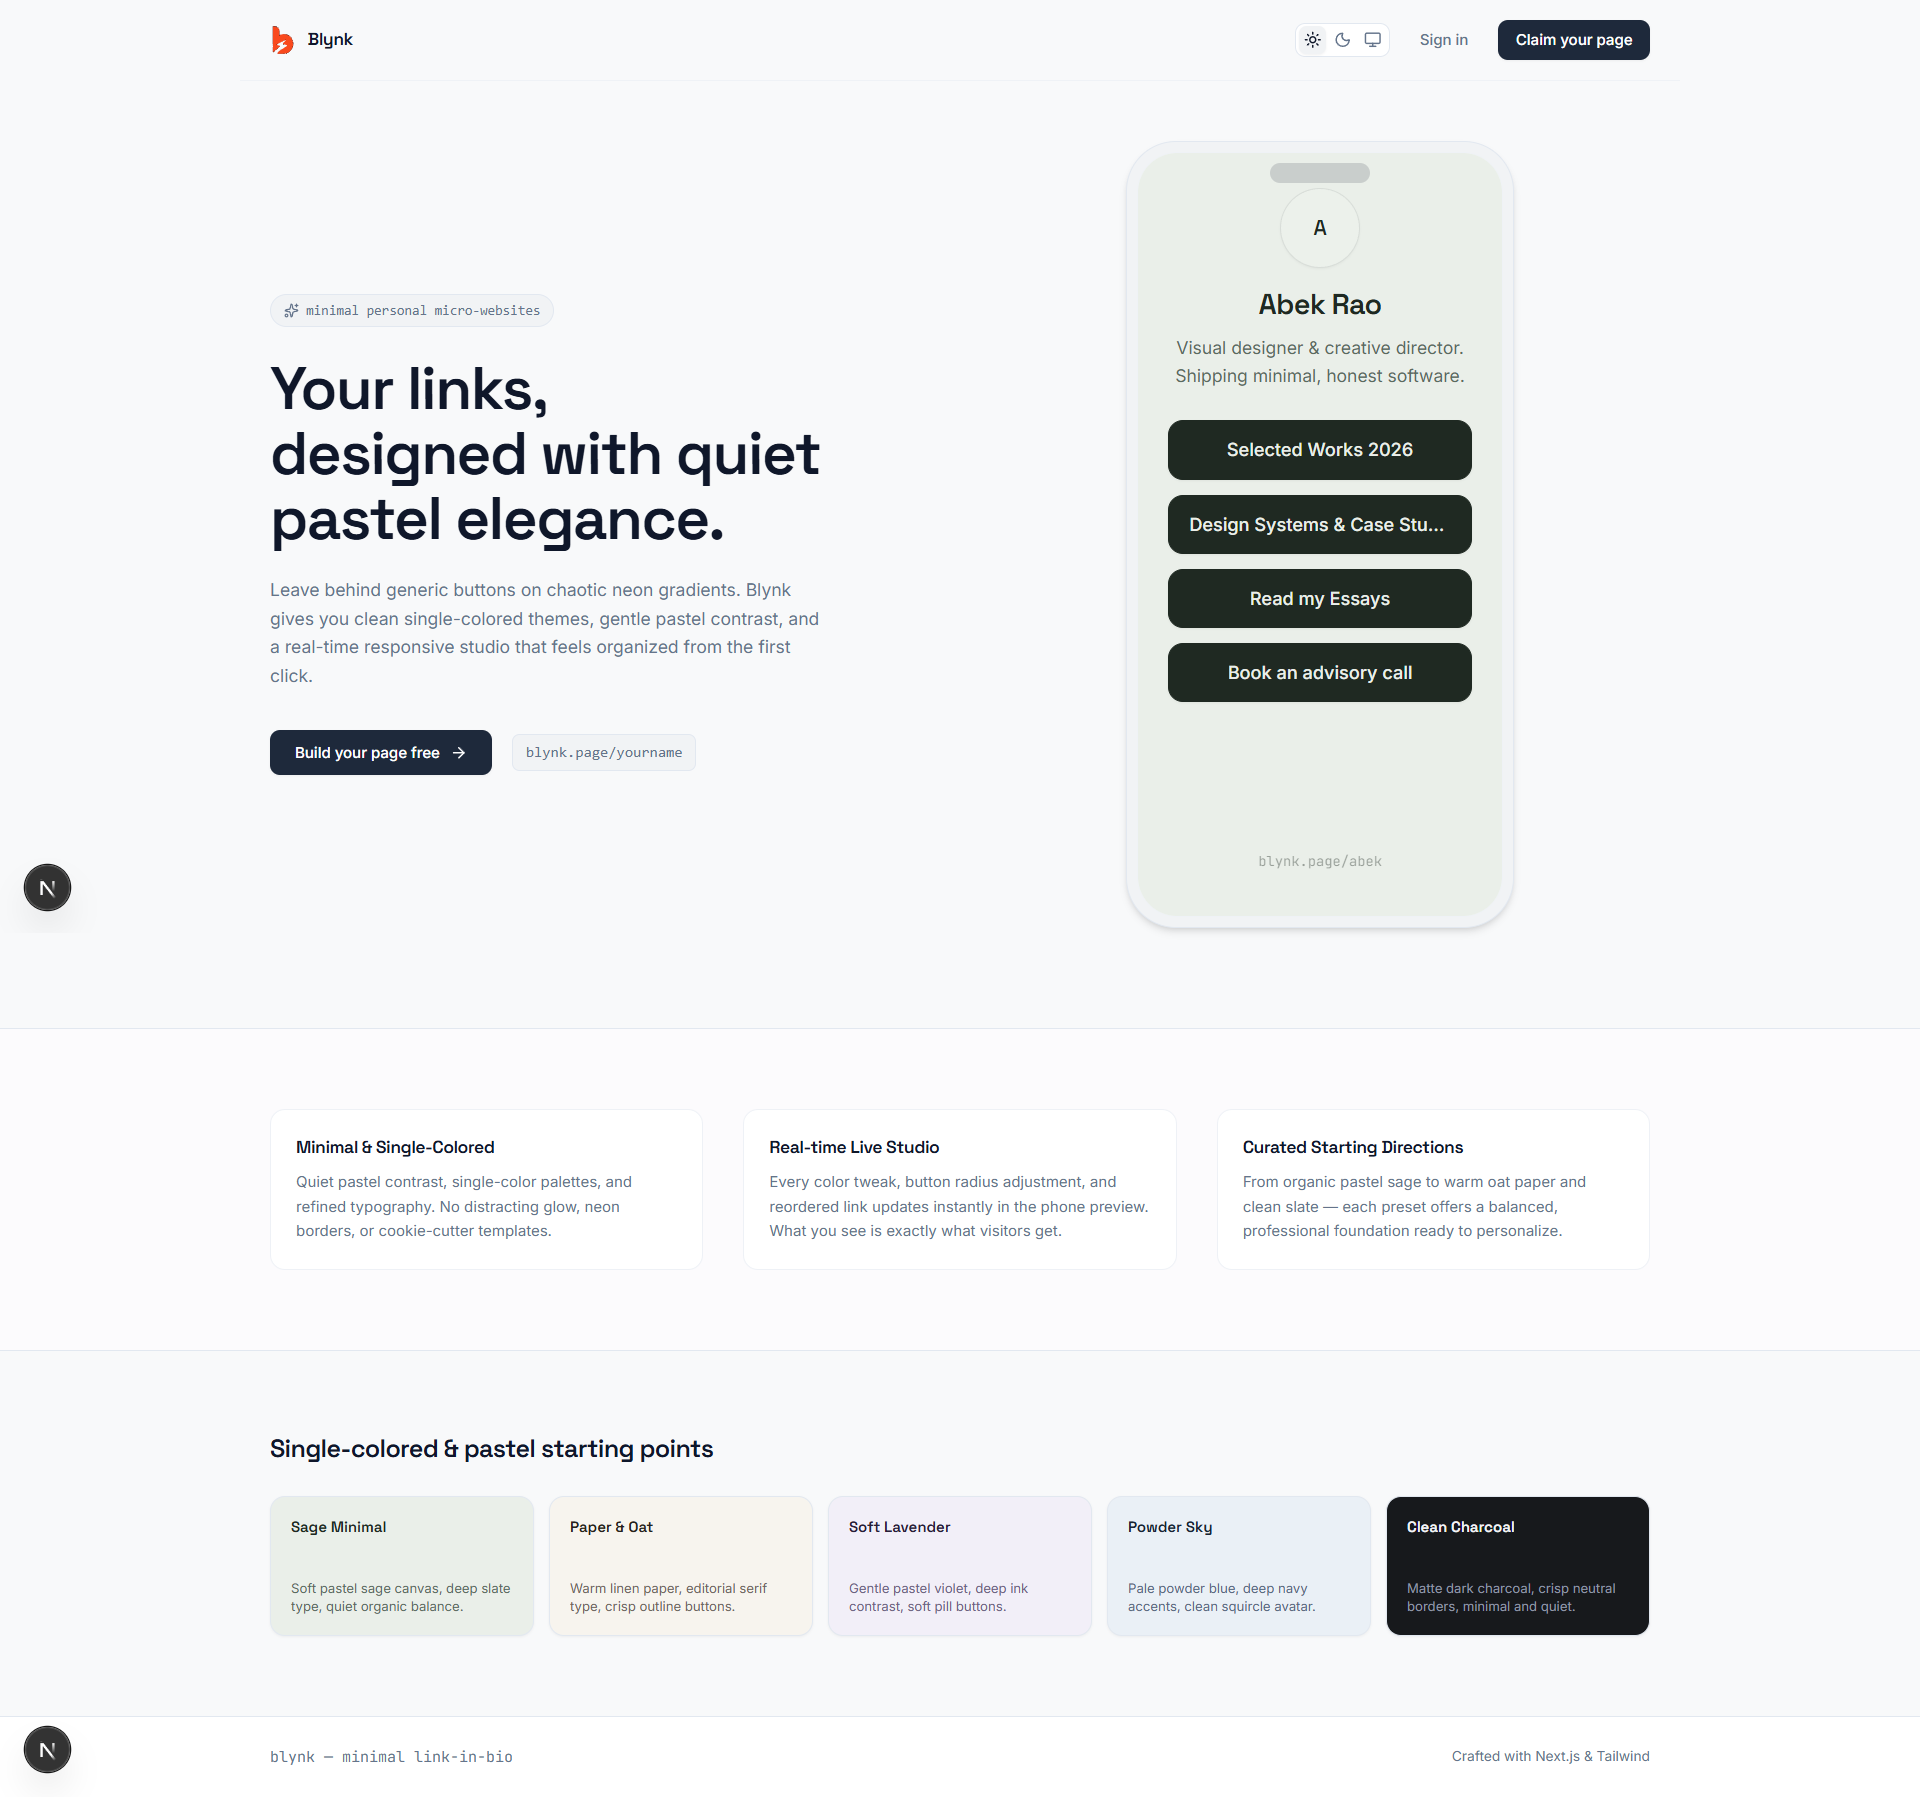 Blynk
Sign in
Claim your page
minimal personal micro-websites
Your links,
designed with quiet
pastel elegance.
Leave behind generic buttons on chaotic neon gradients. Blynk
gives you clean single-colored themes, gentle pastel contrast, and
a real-time responsive studio that feels organized from the first
click.
Build your page free
blynk.page/yourname
A
Abek Rao
Visual designer & creative director.
Shipping minimal, honest software.
Selected Works 2026
Design Systems & Case Stu...
Read my Essays
Book an advisory call
blynk.page/abek
N
Minimal & Single-Colored
Quiet pastel contrast, single-color palettes, and
refined typography. No distracting glow, neon
borders, or cookie-cutter templates.
Real-time Live Studio
Every color tweak, button radius adjustment, and
reordered link updates instantly in the phone preview.
What you see is exactly what visitors get.
Curated Starting Directions
From organic pastel sage to warm oat paper and
clean slate — each preset offers a balanced,
professional foundation ready to personalize.
Single-colored & pastel starting points
Sage Minimal
Soft pastel sage canvas, deep slate
type, quiet organic balance.
Paper & Oat
Warm linen paper, editorial serif
type, crisp outline buttons.
Soft Lavender
Gentle pastel violet, deep ink
contrast, soft pill buttons.
Powder Sky
Pale powder blue, deep navy
accents, clean squircle avatar.
Clean Charcoal
Matte dark charcoal, crisp neutral
borders, minimal and quiet.
N
blynk — minimal link-in-bio
Crafted with Next.js & Tailwind